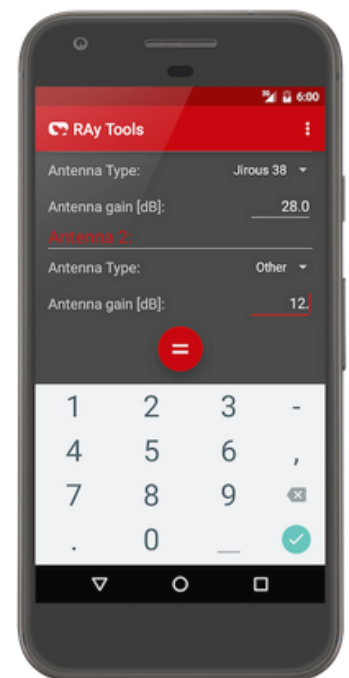 3G 6:00
RAy Tools
Antenna Type: Jirous 38
Antenna gain [dB]: 28.0
Antenna 2:
Antenna Type: Other
Antenna gain [dB]: 12.
=
1 2 3 -
4 5 6 ,
7 8 9
. 0 _